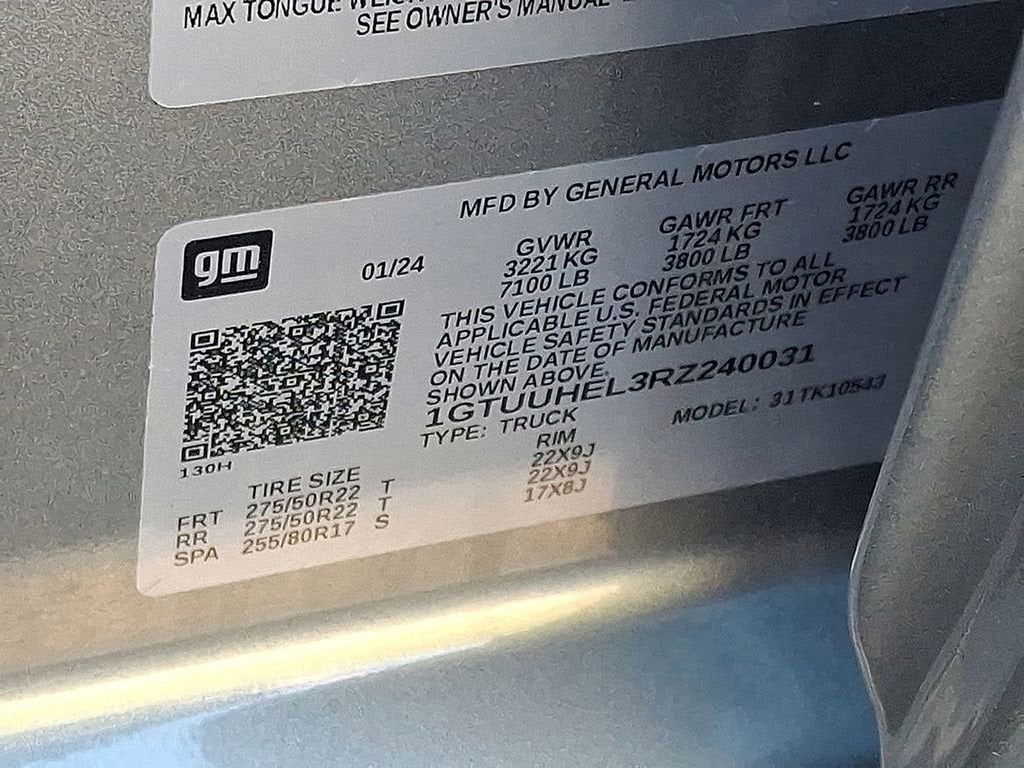 MAX TONGUE WEIGHT
SEE OWNER'S MANUAL
MFD BY GENERAL MOTORS LLC
gm
01/24
GVWR GAWR FRT GAWR RR
3221 KG 1724 KG 1724 KG
7100 LB 3800 LB 3800 LB
THIS VEHICLE CONFORMS TO ALL
APPLICABLE U.S. FEDERAL MOTOR
VEHICLE SAFETY STANDARDS IN EFFECT
ON THE DATE OF MANUFACTURE
SHOWN ABOVE.
1GTUUHEL3RZ240031
TYPE: TRUCK MODEL: 31TK10543
130H
TIRE SIZE RIM
FRT 275/50R22 T 22X9J
RR 275/50R22 T 22X9J
SPA 255/80R17 S 17X8J